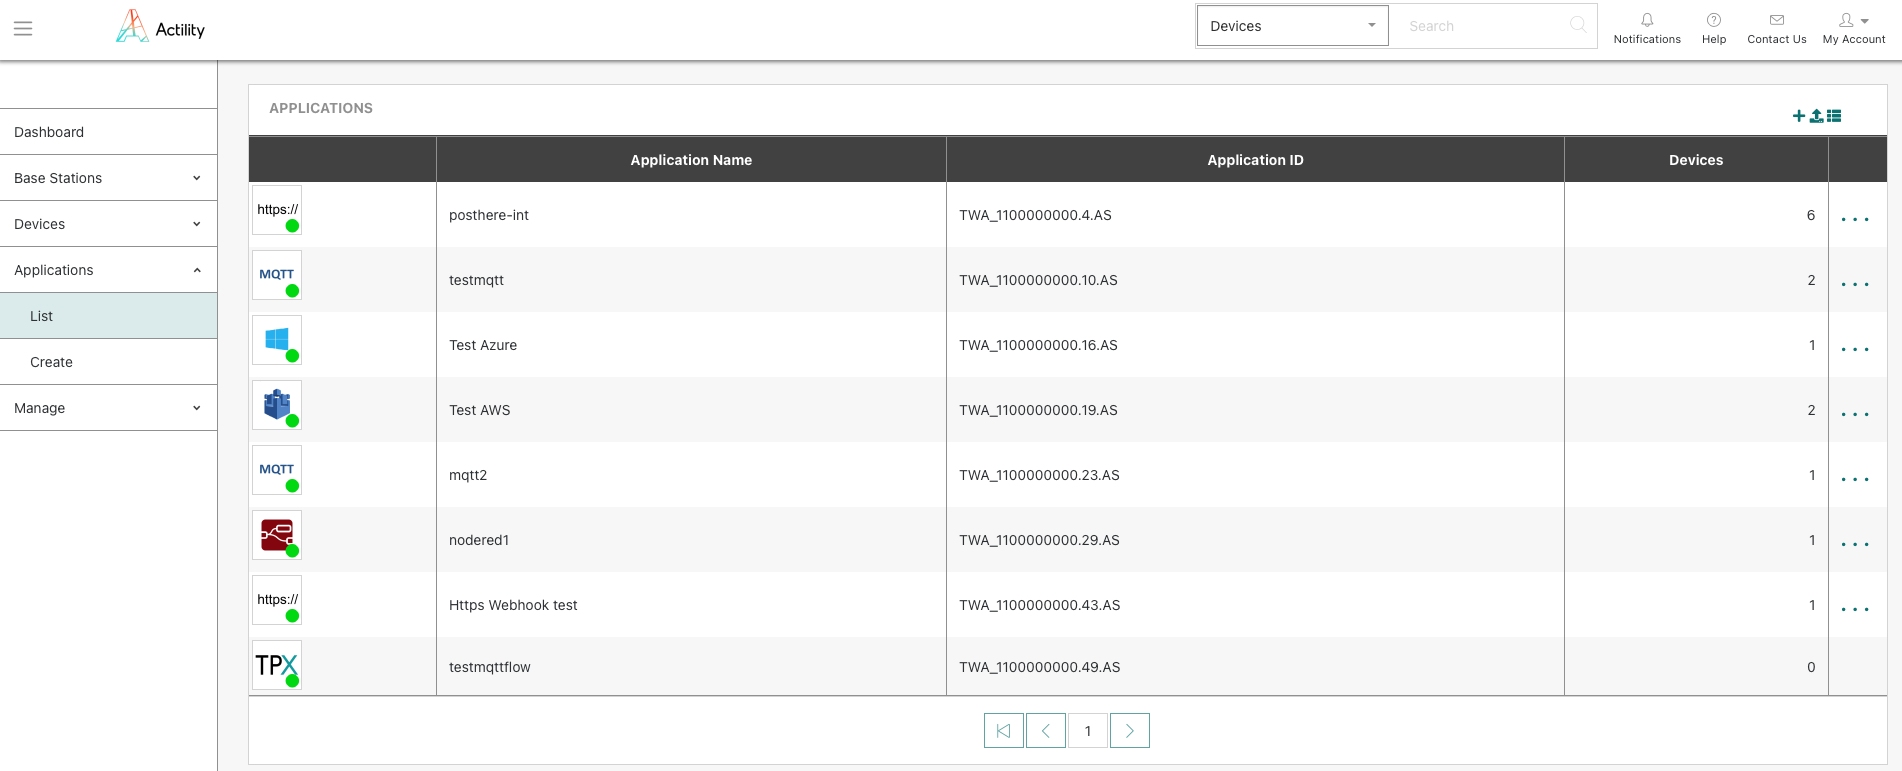 Actility
Devices
Search
Notifications
Help
Contact Us
My Account
Dashboard
Base Stations
Devices
Applications
List
Create
Manage
APPLICATIONS
Application Name Application ID Devices
https:// posthere-int TWA_1100000000.4.AS 6 ...
MQTT testmqtt TWA_1100000000.10.AS 2 ...
Test Azure TWA_1100000000.16.AS 1 ...
Test AWS TWA_1100000000.19.AS 2 ...
MQTT mqtt2 TWA_1100000000.23.AS 1 ...
nodered1 TWA_1100000000.29.AS 1 ...
https:// Https Webhook test TWA_1100000000.43.AS 1 ...
TPX testmqttflow TWA_1100000000.49.AS 0
1